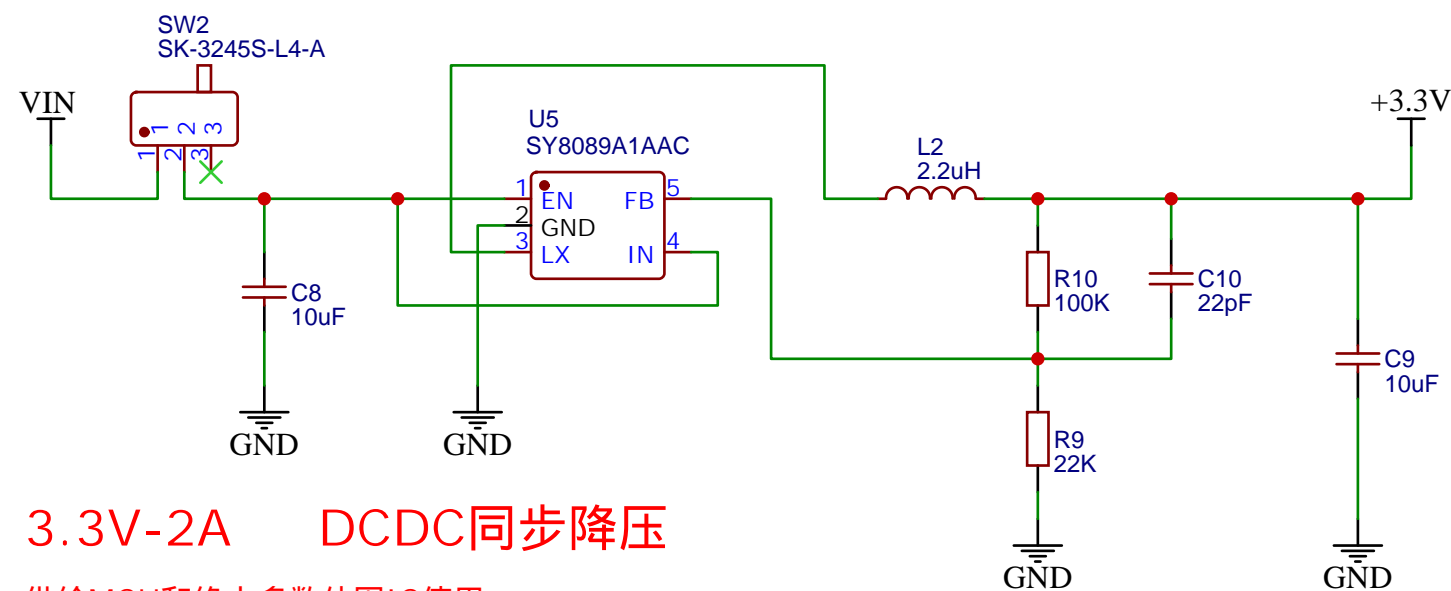 SW2
SK-3245S-L4-A
VIN
1 2 3
1 2 3
U5
SY8089A1AAC
1 EN FB 5
2 GND
3 LX IN 4
L2
2.2uH
+3.3V
C8
10uF
R10
100K
C10
22pF
C9
10uF
GND
GND
R9
22K
3.3V-2A DCDC同步降压
GND
GND